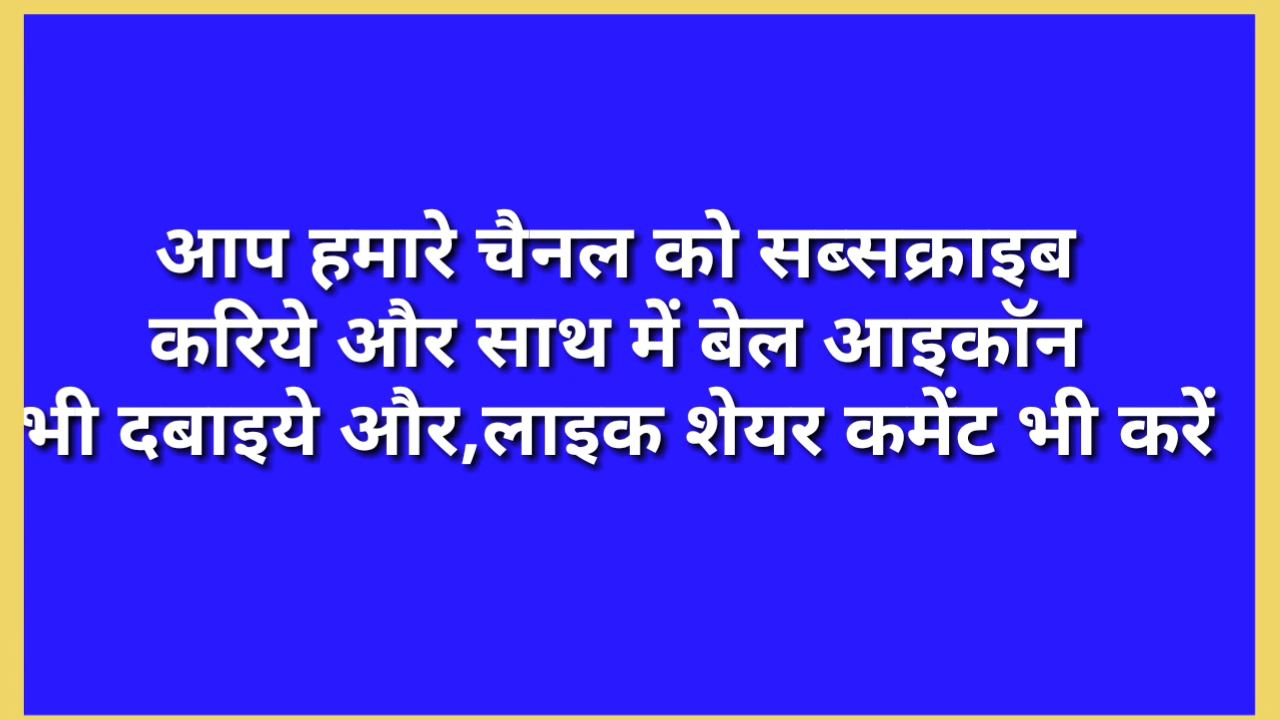 आप हमारे चैनल को सब्सक्राइब
करिये और साथ में बेल आइकॉन
भी दबाइये और,लाइक शेयर कमेंट भी करें